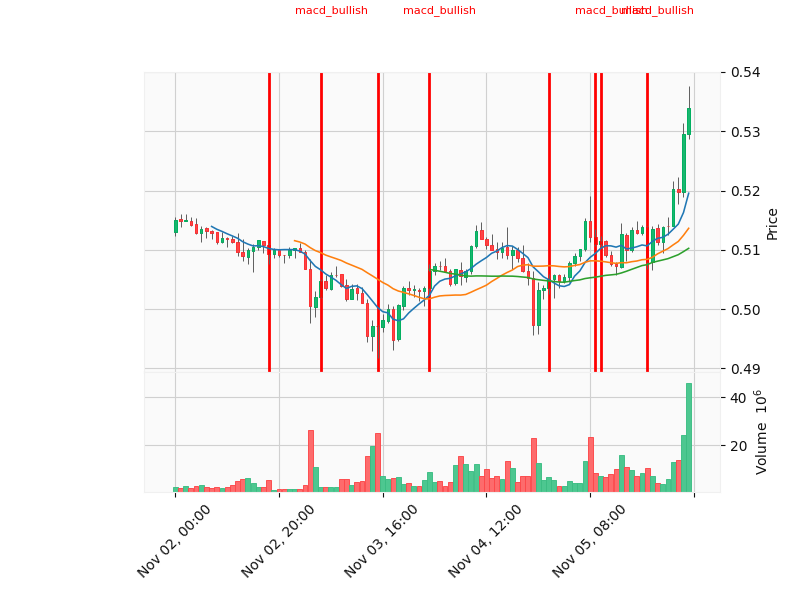 macd_bullish macd_bullish macd_bullish macd_bullish
0.54
0.53
0.52
0.51
0.50
0.49
Price
40
20
Volume 10^6
Nov 02, 00:00
Nov 02, 20:00
Nov 03, 16:00
Nov 04, 12:00
Nov 05, 08:00